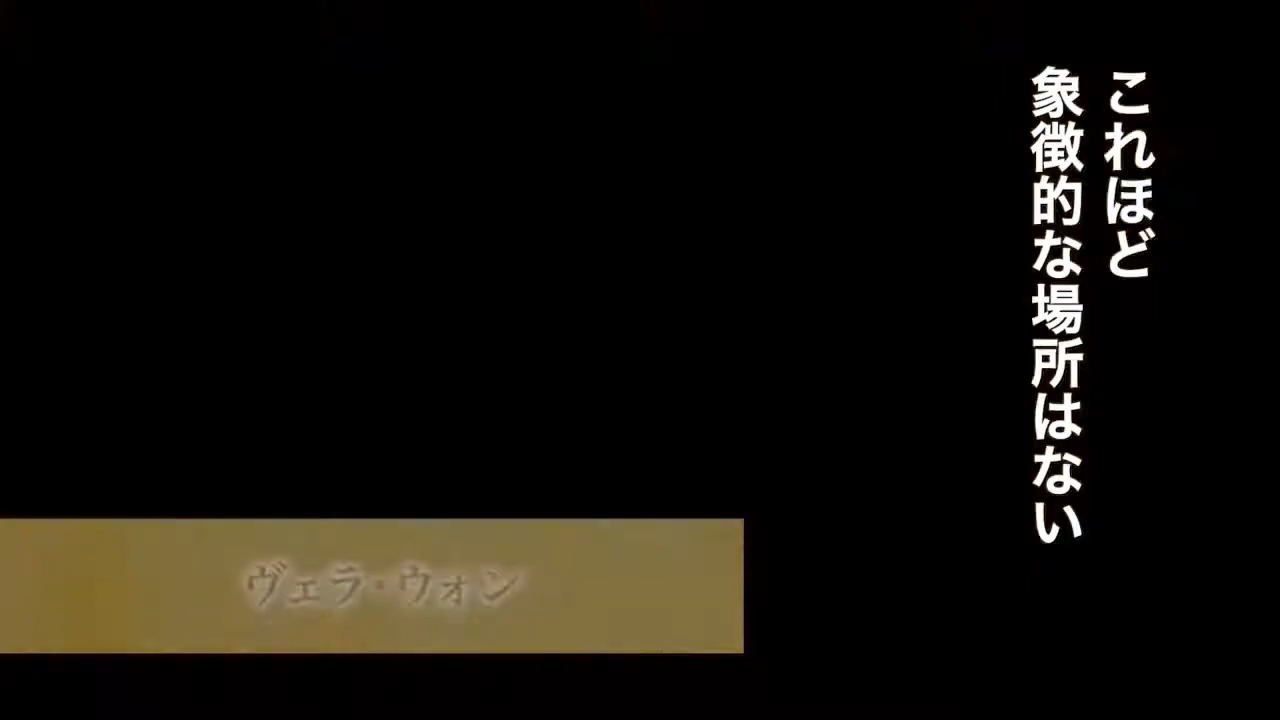 これほど
象徴的な場所はない
ヴェラ・ウォン